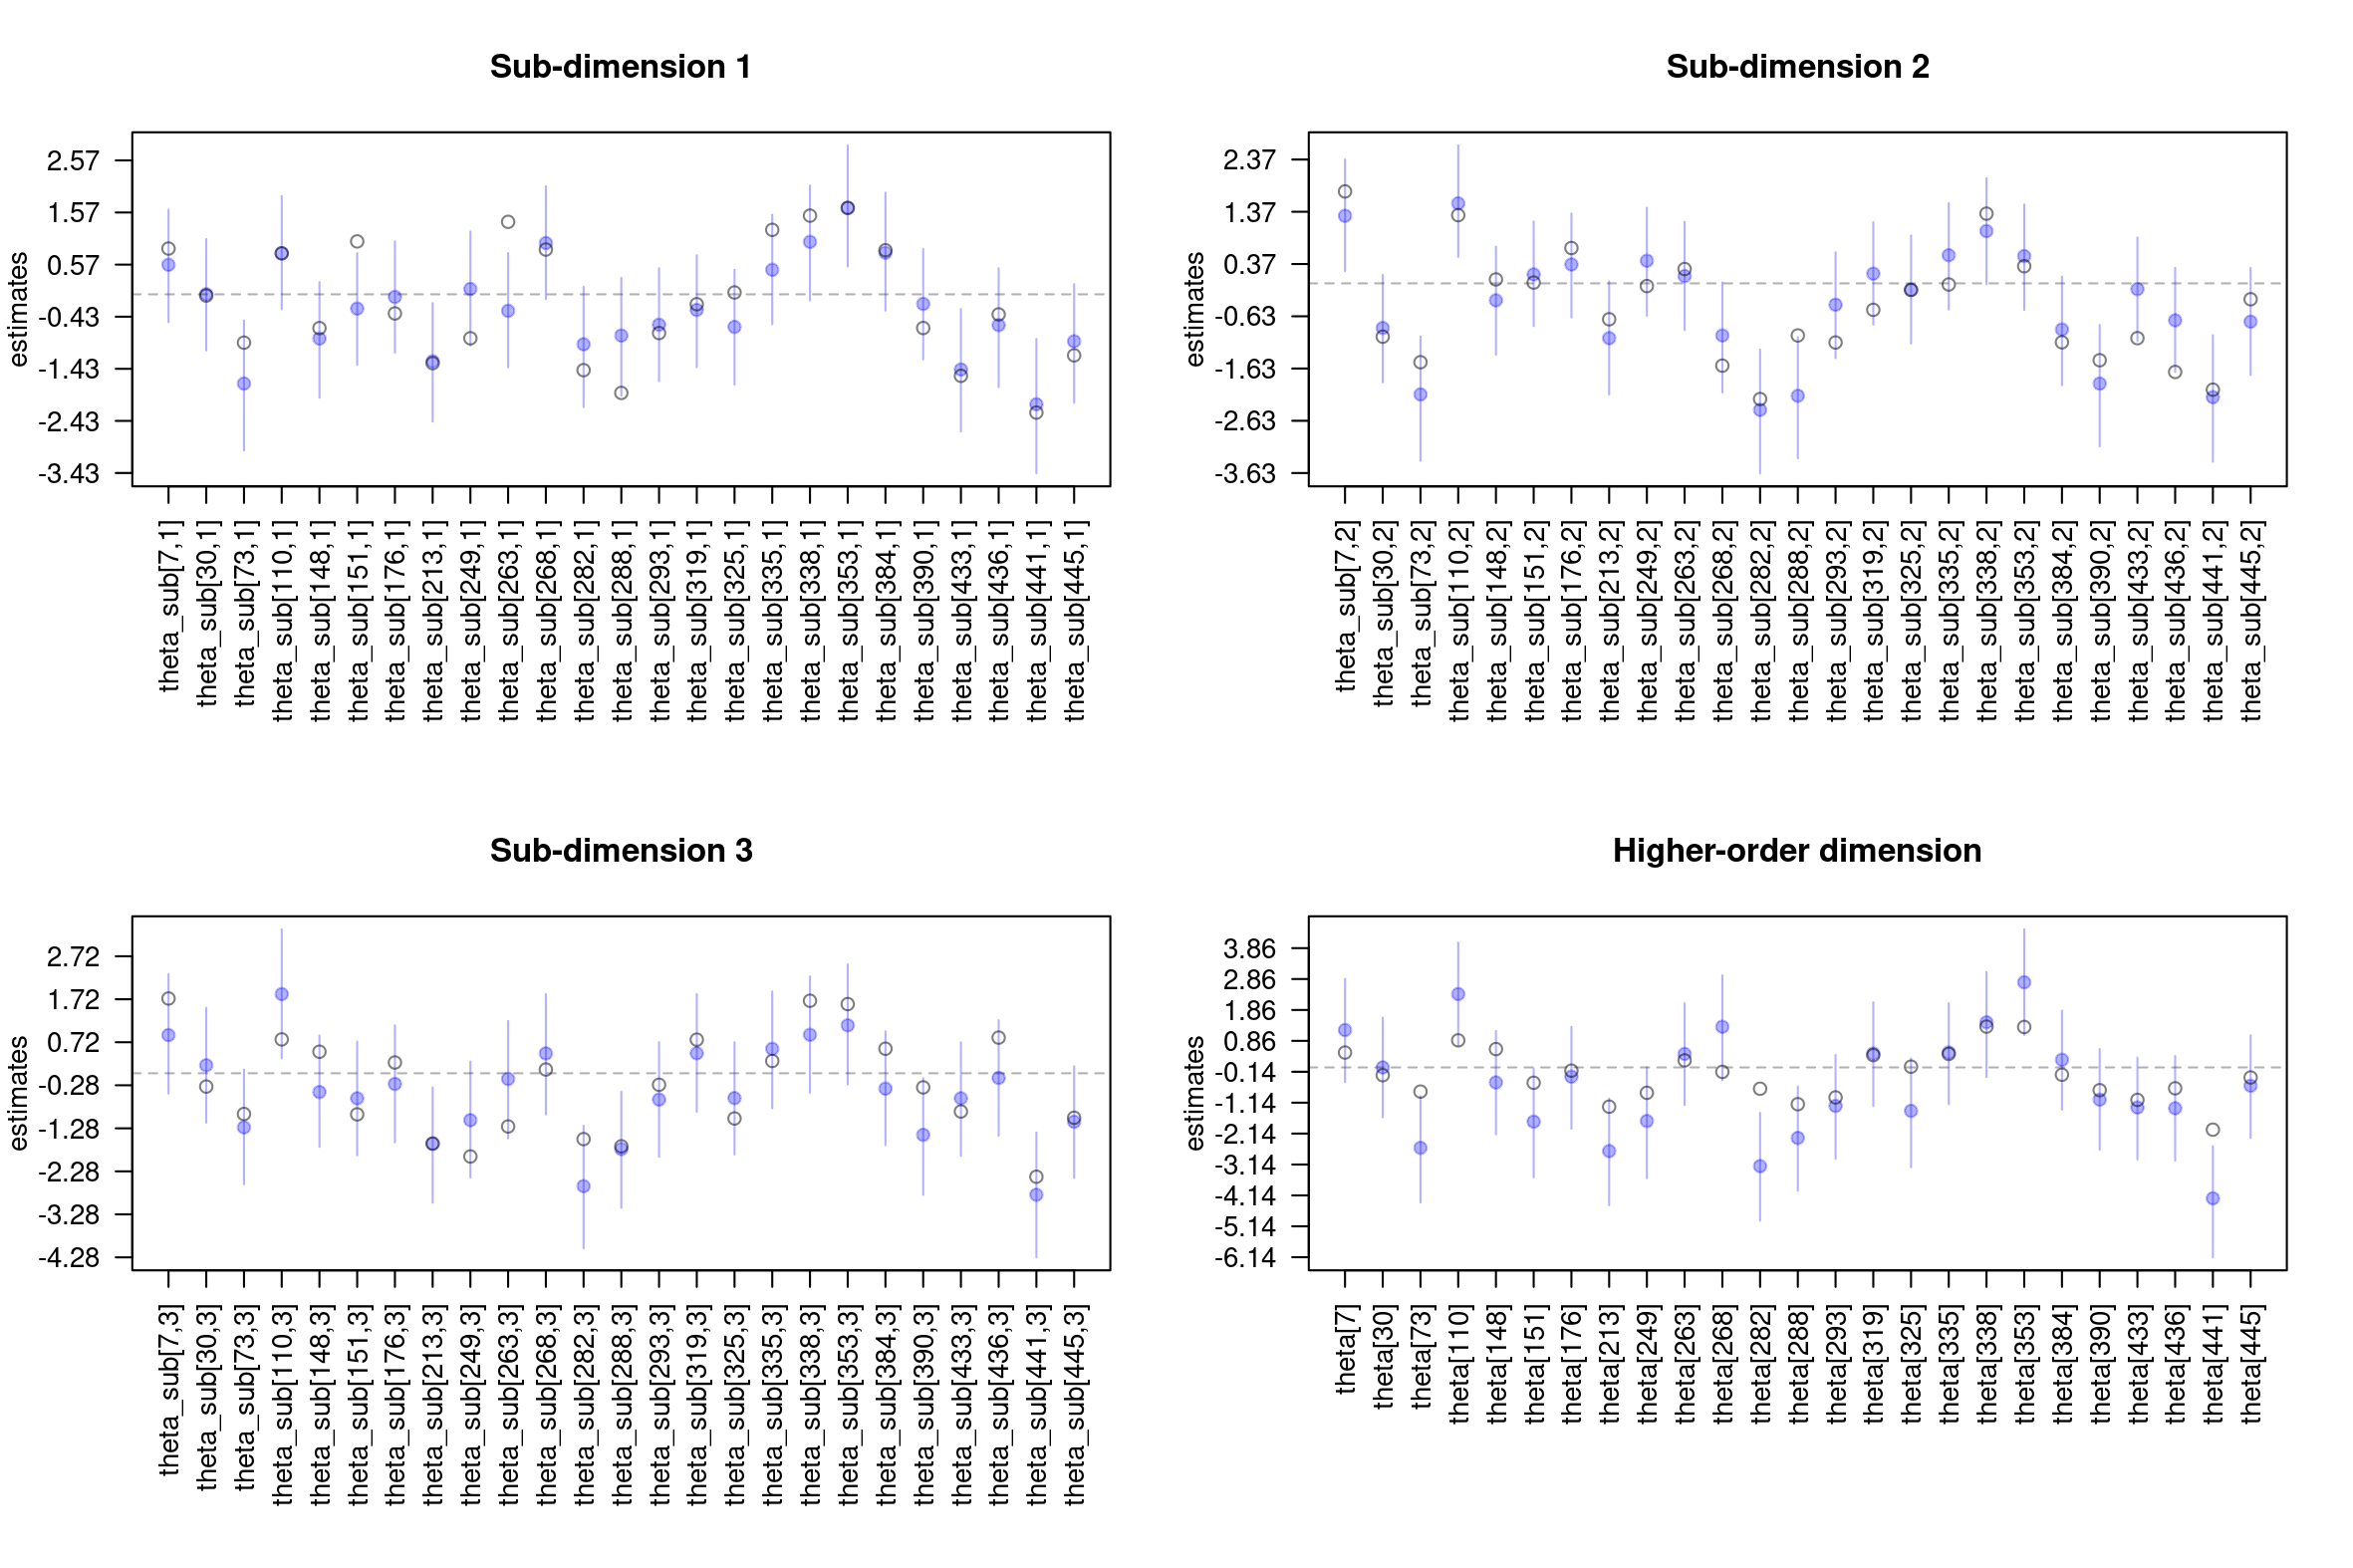 Sub-dimension 1
estimates
2.57
1.57
0.57
-0.43
-1.43
-2.43
-3.43
theta_sub[7,1]
theta_sub[30,1]
theta_sub[73,1]
theta_sub[110,1]
theta_sub[148,1]
theta_sub[151,1]
theta_sub[176,1]
theta_sub[213,1]
theta_sub[249,1]
theta_sub[263,1]
theta_sub[268,1]
theta_sub[282,1]
theta_sub[288,1]
theta_sub[293,1]
theta_sub[319,1]
theta_sub[325,1]
theta_sub[335,1]
theta_sub[338,1]
theta_sub[353,1]
theta_sub[384,1]
theta_sub[390,1]
theta_sub[433,1]
theta_sub[436,1]
theta_sub[441,1]
theta_sub[445,1]
Sub-dimension 2
estimates
2.37
1.37
0.37
-0.63
-1.63
-2.63
-3.63
theta_sub[7,2]
theta_sub[30,2]
theta_sub[73,2]
theta_sub[110,2]
theta_sub[148,2]
theta_sub[151,2]
theta_sub[176,2]
theta_sub[213,2]
theta_sub[249,2]
theta_sub[263,2]
theta_sub[268,2]
theta_sub[282,2]
theta_sub[288,2]
theta_sub[293,2]
theta_sub[319,2]
theta_sub[325,2]
theta_sub[335,2]
theta_sub[338,2]
theta_sub[353,2]
theta_sub[384,2]
theta_sub[390,2]
theta_sub[433,2]
theta_sub[436,2]
theta_sub[441,2]
theta_sub[445,2]
Sub-dimension 3
estimates
2.72
1.72
0.72
-0.28
-1.28
-2.28
-3.28
-4.28
theta_sub[7,3]
theta_sub[30,3]
theta_sub[73,3]
theta_sub[110,3]
theta_sub[148,3]
theta_sub[151,3]
theta_sub[176,3]
theta_sub[213,3]
theta_sub[249,3]
theta_sub[263,3]
theta_sub[268,3]
theta_sub[282,3]
theta_sub[288,3]
theta_sub[293,3]
theta_sub[319,3]
theta_sub[325,3]
theta_sub[335,3]
theta_sub[338,3]
theta_sub[353,3]
theta_sub[384,3]
theta_sub[390,3]
theta_sub[433,3]
theta_sub[436,3]
theta_sub[441,3]
theta_sub[445,3]
Higher-order dimension
estimates
3.86
2.86
1.86
0.86
-0.14
-1.14
-2.14
-3.14
-4.14
-5.14
-6.14
theta[7]
theta[30]
theta[73]
theta[110]
theta[148]
theta[151]
theta[176]
theta[213]
theta[249]
theta[263]
theta[268]
theta[282]
theta[288]
theta[293]
theta[319]
theta[325]
theta[335]
theta[338]
theta[353]
theta[384]
theta[390]
theta[433]
theta[436]
theta[441]
theta[445]